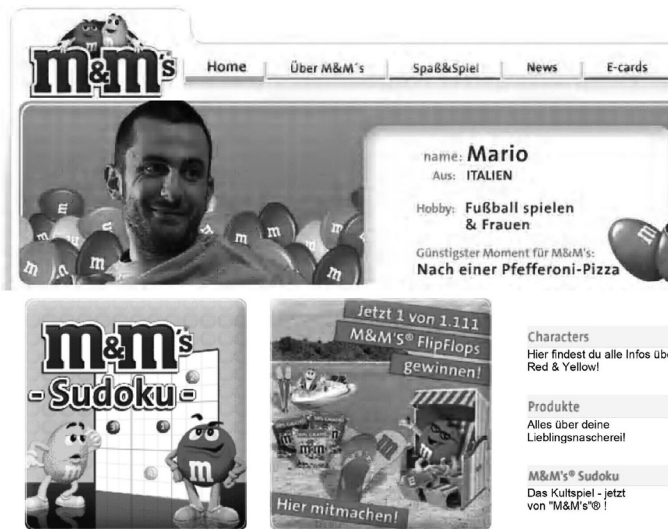 m&m's
Home
Über M&M´s
Spaß&Spiel
News
E-cards
name: Mario
Aus: ITALIEN
Hobby: Fußball spielen
& Frauen
Günstigster Moment für M&M's:
Nach einer Pfefferoni-Pizza
m&m's
- Sudoku -
Jetzt 1 von 1.111
M&M'S® FlipFlops
gewinnen!
Hier mitmachen!
Characters
Hier findest du alle Infos üb
Red & Yellow!
Produkte
Alles über deine
Lieblingsnascherei!
M&M's® Sudoku
Das Kultspiel - jetzt
von "M&M's"® !